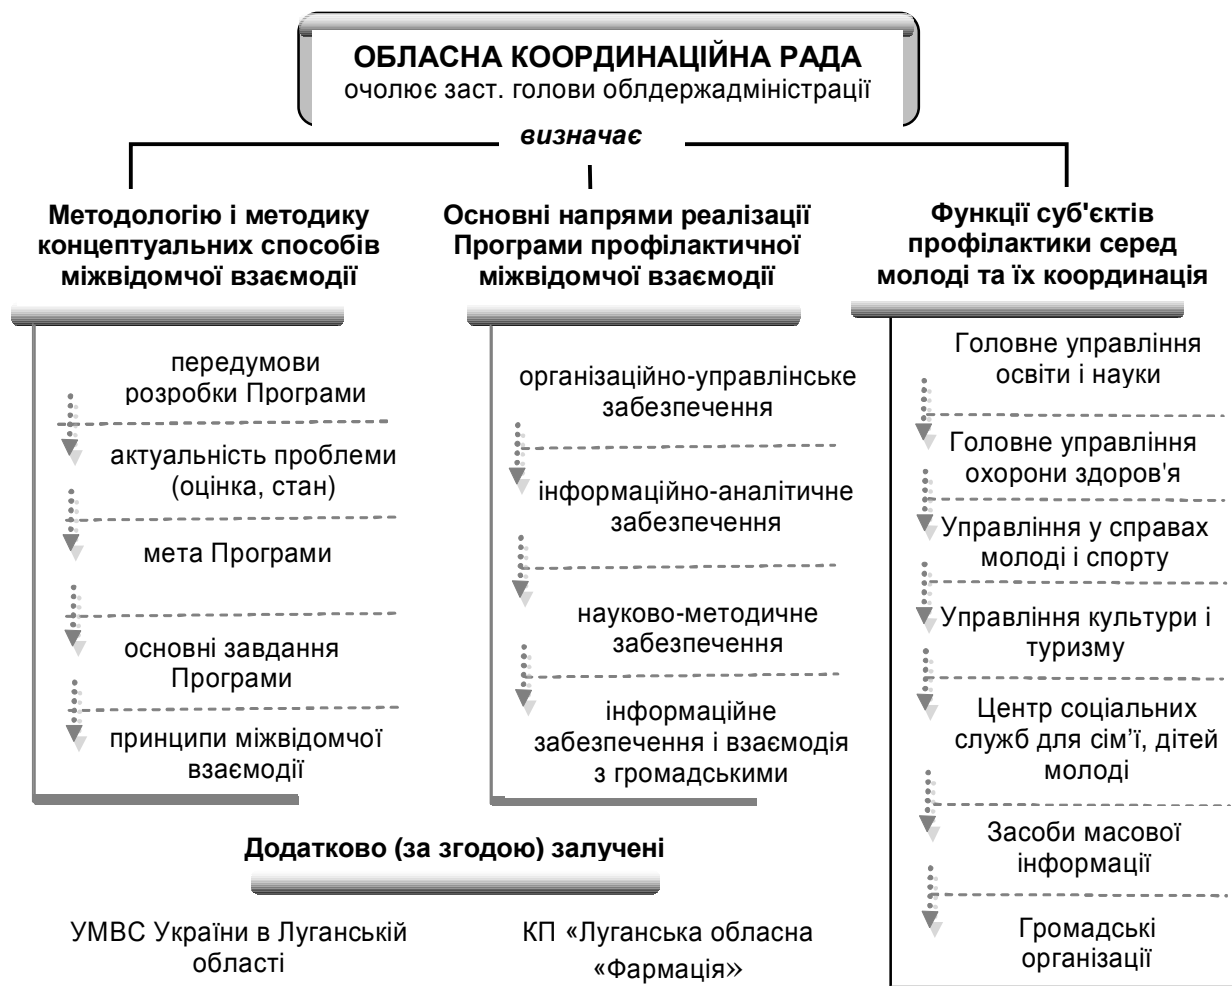 ОБЛАСНА КООРДИНАЦІЙНА РАДА
очолює заст. голови облдержадміністрації
визначає
Методологію і методику
концептуальних способів
міжвідомчої взаємодії
передумови
розробки Програми
актуальність проблеми
(оцінка, стан)
мета Програми
основні завдання
Програми
принципи міжвідомчої
взаємодії
Основні напрями реалізації
Програми профілактичної
міжвідомчої взаємодії
організаційно-управлінське
забезпечення
інформаційно-аналітичне
забезпечення
науково-методичне
забезпечення
інформаційне
забезпечення і взаємодія
з громадськими
Функції суб'єктів
профілактики серед
молоді та їх координація
Головне управління
освіти і науки
Головне управління
охорони здоров'я
Управління у справах
молоді і спорту
Управління культури і
туризму
Центр соціальних
служб для сім’ї, дітей
молоді
Засоби масової
інформації
Громадські
організації
Додатково (за згодою) залучені
УМВС України в Луганській
області
КП «Луганська обласна
«Фармація»